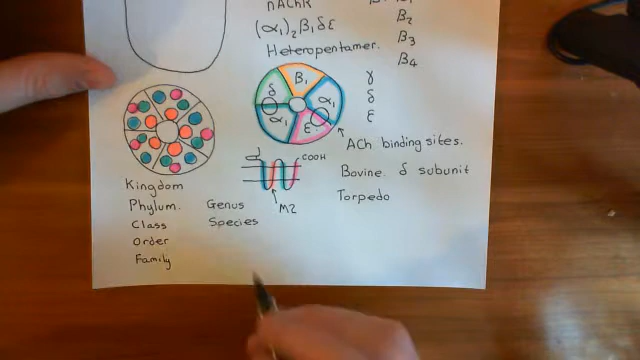 nAChR
(α₁)₂β₁δε
Heteropentamer.
β₂
β₃
β₄
γ
δ
ε
β₁
δ
α₁
α₁
ε
ACh binding sites.
COOH
M2
Bovine. δ subunit
Torpedo
Kingdom
Phylum.
Class
Order
Family
Genus
Species